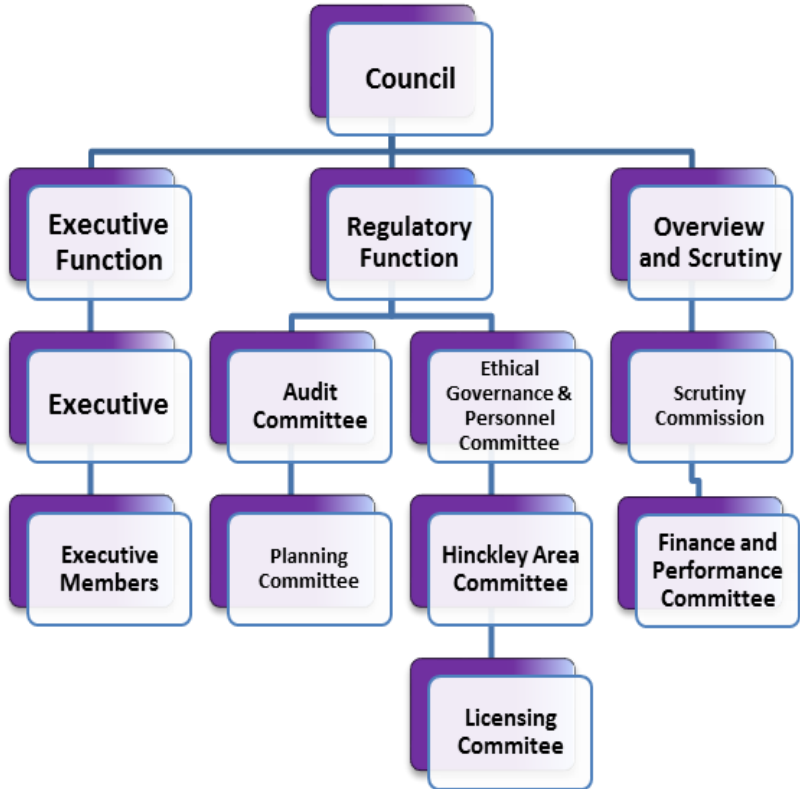 Council
Executive
Function
Regulatory
Function
Overview
and Scrutiny
Executive
Audit
Committee
Ethical
Governance &
Personnel
Committee
Scrutiny
Commission
Executive
Members
Planning
Committee
Hinckley Area
Committee
Finance and
Performance
Committee
Licensing
Commitee